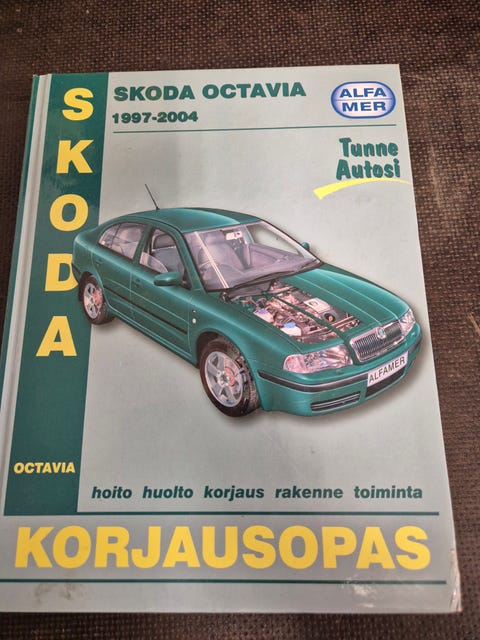 SKODA
SKODA OCTAVIA
1997-2004
ALFA
MER
Tunne
Autosi
ALFAMER
OCTAVIA
hoito huolto korjaus rakenne toiminta
KORJAUSOPAS